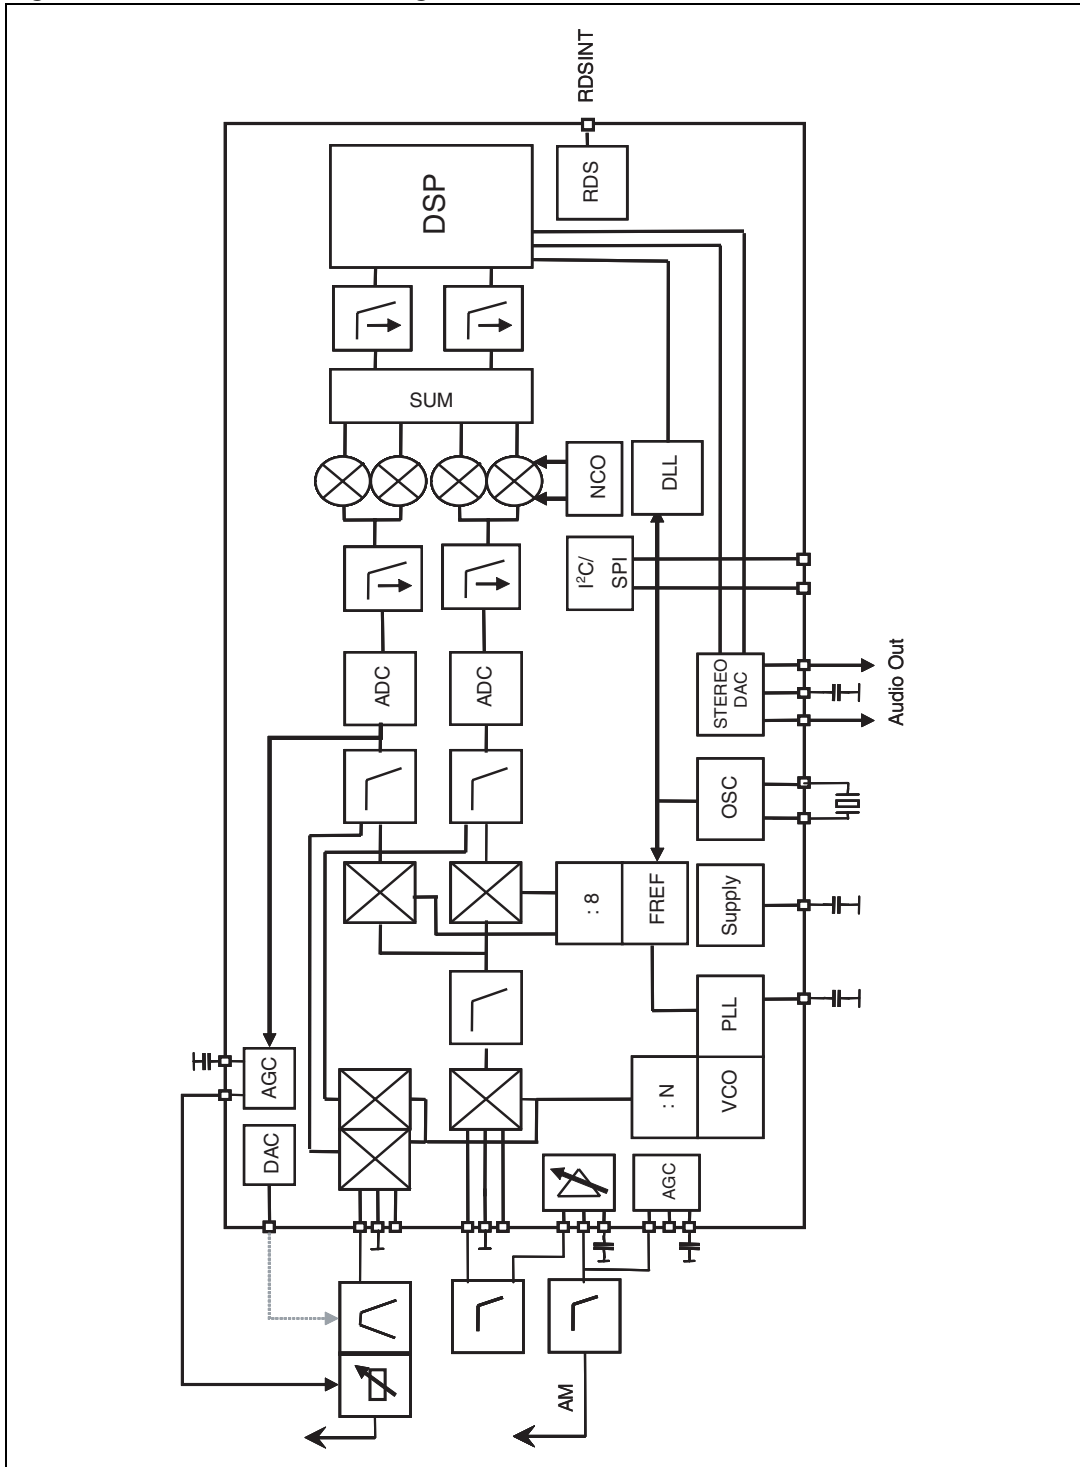 RDSINT
DSP
RDS
SUM
NCO
DLL
I²C/
SPI
ADC
ADC
STEREO
DAC
Audio Out
OSC
: 8
FREF
Supply
AGC
DAC
: N
PLL
VCO
AGC
AM